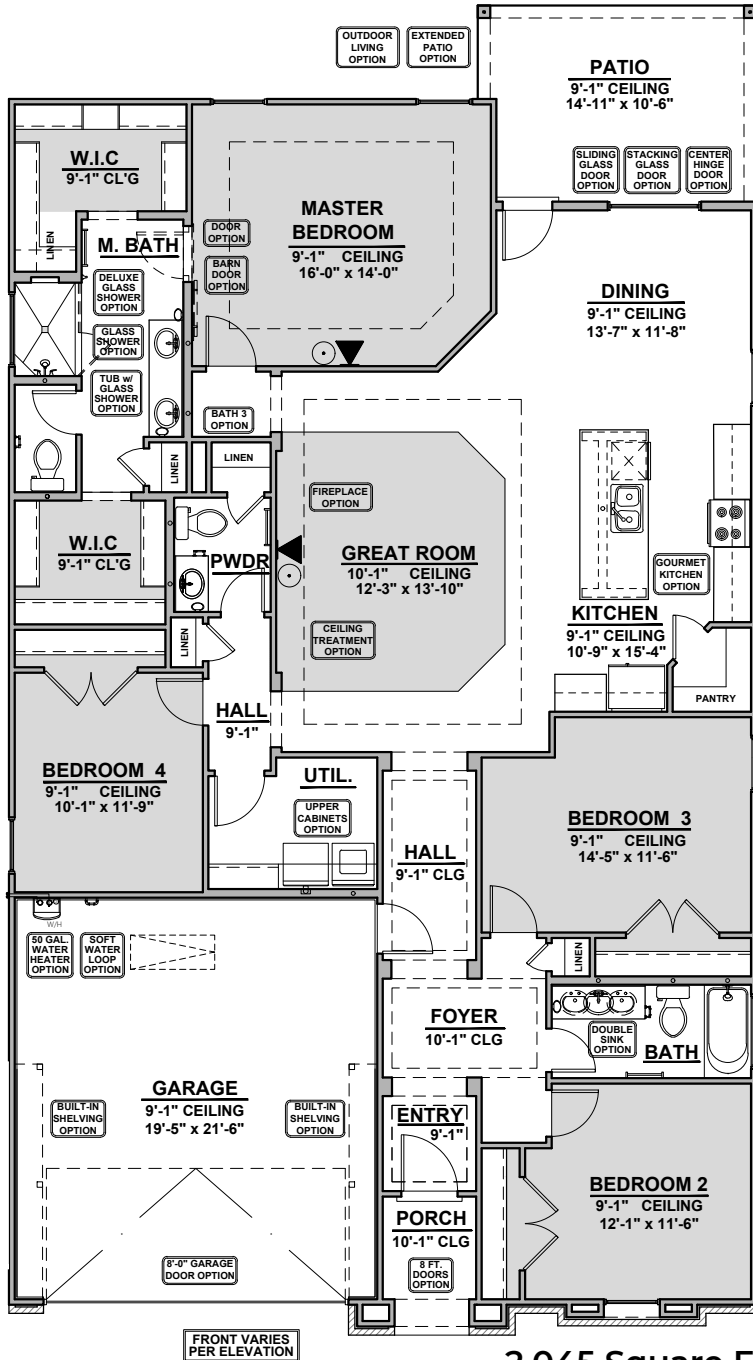 OUTDOOR
LIVING
OPTION
EXTENDED
PATIO
OPTION
PATIO
9'-1" CEILING
14'-11" x 10'-6"
SLIDING
GLASS
DOOR
OPTION
STACKING
GLASS
DOOR
OPTION
CENTER
HINGE
DOOR
OPTION
W.I.C
9'-1" CL'G
LINEN
M. BATH
DELUXE
GLASS
SHOWER
OPTION
GLASS
SHOWER
OPTION
TUB w/
GLASS
SHOWER
OPTION
DOOR
OPTION
BARN
DOOR
OPTION
MASTER
BEDROOM
9'-1" CEILING
16'-0" x 14'-0"
DINING
9'-1" CEILING
13'-7" x 11'-8"
BATH 3
OPTION
LINEN
LINEN
W.I.C
9'-1" CL'G
PWDR
FIREPLACE
OPTION
GREAT ROOM
10'-1" CEILING
12'-3" x 13'-10"
CEILING
TREATMENT
OPTION
GOURMET
KITCHEN
OPTION
KITCHEN
9'-1" CEILING
10'-9" x 15'-4"
PANTRY
LINEN
HALL
9'-1"
BEDROOM 4
9'-1" CEILING
10'-1" x 11'-9"
UTIL.
UPPER
CABINETS
OPTION
HALL
9'-1" CLG
BEDROOM 3
9'-1" CEILING
14'-5" x 11'-6"
W/H
50 GAL.
WATER
HEATER
OPTION
SOFT
WATER
LOOP
OPTION
LINEN
FOYER
10'-1" CLG
DOUBLE
SINK
OPTION
BATH
GARAGE
9'-1" CEILING
19'-5" x 21'-6"
BUILT-IN
SHELVING
OPTION
BUILT-IN
SHELVING
OPTION
ENTRY
9'-1"
BEDROOM 2
9'-1" CEILING
12'-1" x 11'-6"
PORCH
10'-1" CLG
8 FT.
DOORS
OPTION
8'-0" GARAGE
DOOR OPTION
FRONT VARIES
PER ELEVATION